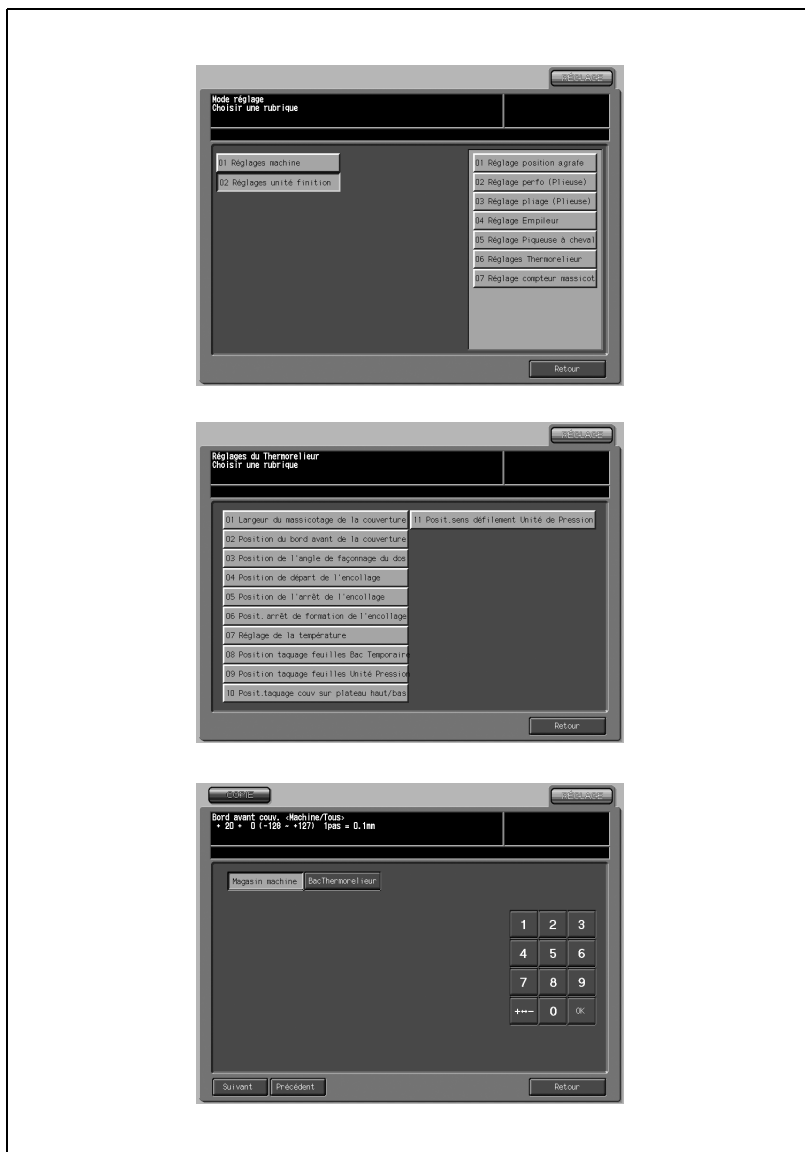 RÉGLAGE
Mode réglage
Choisir une rubrique
01 Réglages machine
02 Réglages unité finition
01 Réglage position agrafe
02 Réglage perfo (Plieuse)
03 Réglage pliage (Plieuse)
04 Réglage Empileur
05 Réglage Piqueuse à cheval
06 Réglages Thermorelieur
07 Réglage compteur massicot
Retour
RÉGLAGE
Réglages du Thermorelieur
Choisir une rubrique
01 Largeur du massicotage de la couverture
02 Position du bord avant de la couverture
03 Position de l'angle de façonnage du dos
04 Position de départ de l'encollage
05 Position de l'arrêt de l'encollage
06 Posit. arrêt de formation de l'encollage
07 Réglage de la température
08 Position taquage feuilles Bac Temporaire
09 Position taquage feuilles Unité Pression
10 Posit.taquage couv sur plateau haut/bas
11 Posit.sens défilement Unité de Pression
Retour
COPIE
RÉGLAGE
Bord avant couv. <Machine/Tous>
+ 20 + 0 (-128 ~ +127) 1pas = 0.1mm
Magasin machine BacThermorelieur
1 2 3
4 5 6
7 8 9
+↔- 0 OK
Suivant Précédent Retour